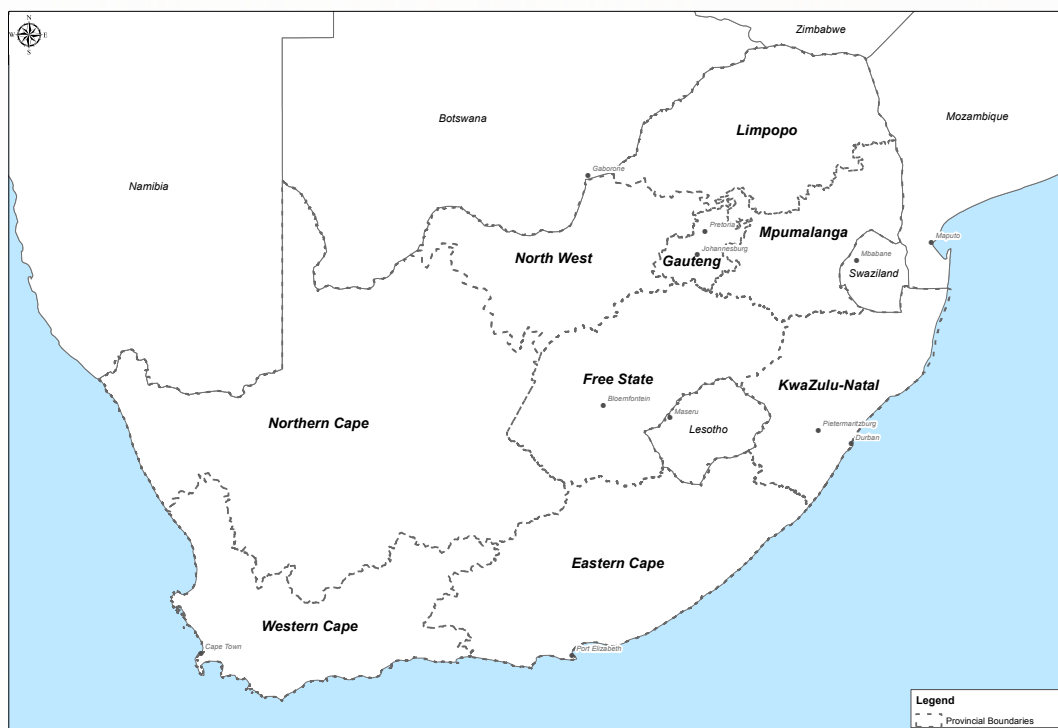 N
W E
S
Zimbabwe
Botswana
Mozambique
Limpopo
Gaborone
Namibia
Pretoria
Mpumalanga
Maputo
North West
Johannesburg
Gauteng
Mbabane
Swaziland
Free State
KwaZulu-Natal
Bloemfontein
Maseru
Northern Cape
Lesotho
Pietermaritzburg
Durban
Eastern Cape
Western Cape
Cape Town
Port Elizabeth
Legend
Provincial Boundaries